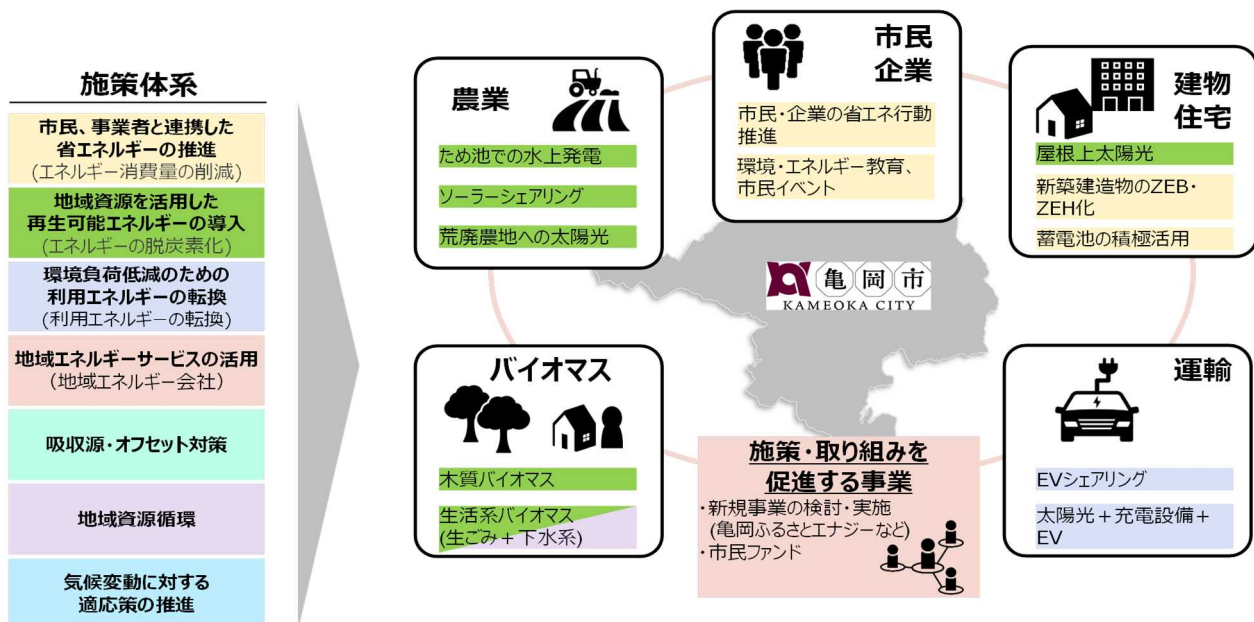 施策体系
市民、事業者と連携した
省エネルギーの推進
(エネルギー消費量の削減)
地域資源を活用した
再生可能エネルギーの導入
(エネルギーの脱炭素化)
環境負荷低減のための
利用エネルギーの転換
(利用エネルギーの転換)
地域エネルギーサービスの活用
(地域エネルギー会社)
吸収源・オフセット対策
地域資源循環
気候変動に対する
適応策の推進
農業
ため池での水上発電
ソーラーシェアリング
荒廃農地への太陽光
市民
企業
市民・企業の省エネ行動
推進
環境・エネルギー教育、
市民イベント
建物
住宅
屋根上太陽光
新築建造物のZEB・
ZEH化
蓄電池の積極活用
亀岡市
KAMEOKA CITY
バイオマス
木質バイオマス
生活系バイオマス
(生ごみ+下水系)
施策・取り組みを
促進する事業
・新規事業の検討・実施
(亀岡ふるさとエナジーなど)
・市民ファンド
運輸
EVシェアリング
太陽光+充電設備+
EV